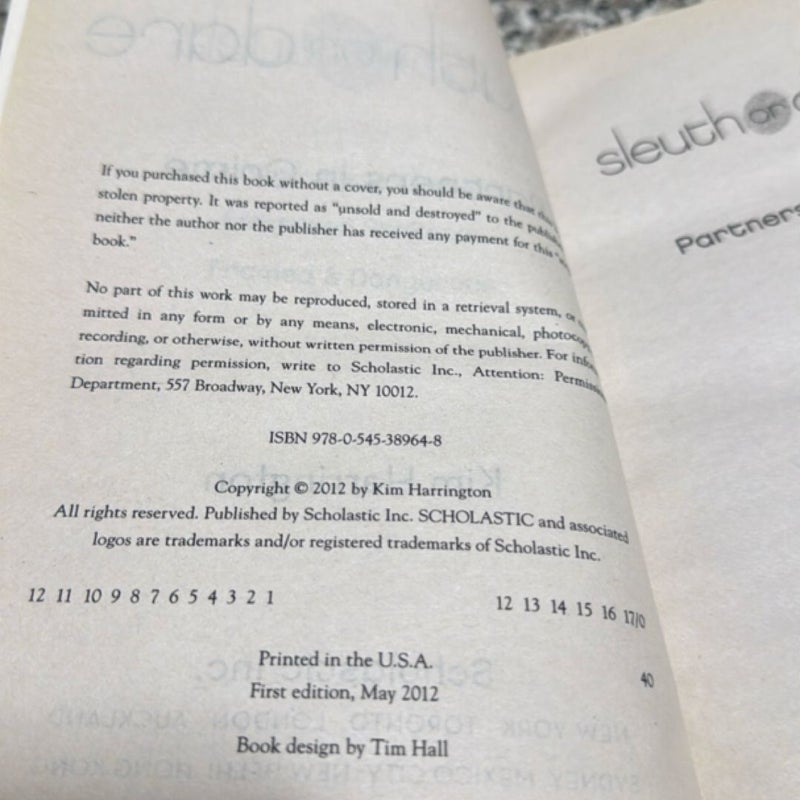 If you purchased this book without a cover, you should be aware that
stolen property. It was reported as “unsold and destroyed” to the
neither the author nor the publisher has received any payment for this
book.”
No part of this work may be reproduced, stored in a retrieval system, or
mitted in any form or by any means, electronic, mechanical,
recording, or otherwise, without written permission of the publisher. For
tion regarding permission, write to Scholastic Inc., Attention:
Department, 557 Broadway, New York, NY 10012.
ISBN 978-0-545-38964-8
Copyright © 2012 by Kim Harrington
All rights reserved. Published by Scholastic Inc. SCHOLASTIC and associated
logos are trademarks and/or registered trademarks of Scholastic Inc.
12 11 10 9 8 7 6 5 4 3 2 1 12 13 14 15 16 17/0
Printed in the U.S.A. 40
First edition, May 2012
Book design by Tim Hall
sleuth or
Partners